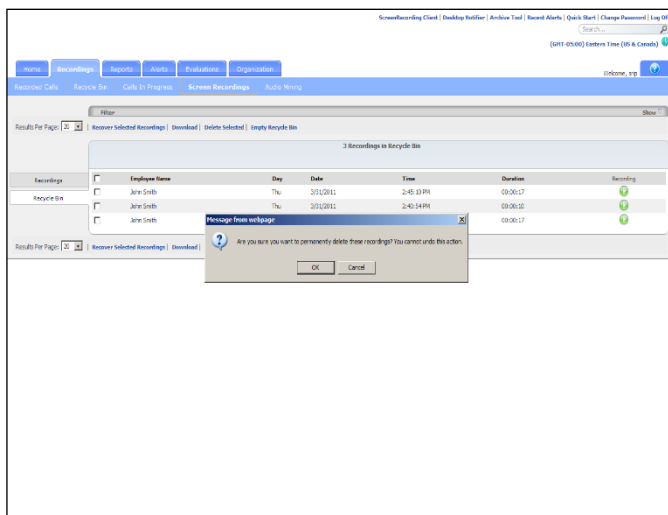 ScreenRecording Client | Desktop Notifier | Archive Tool | Recent Alerts | Quick Start | Change Password | Log Of
Search...
(GMT-05:00) Eastern Time (US & Canada)
Home Recordings Reports Alerts Evaluations Organization
Welcome,
Recorded Calls Recycle Bin Calls In Progress Screen Recordings Audio Mining
Filter Show
Results Per Page: 20 | Recover Selected Recordings | Download | Delete Selected | Empty Recycle Bin
3 Recordings in Recycle Bin
Recordings
Recycle Bin
Employee Name Day Date Time Duration Recording
John Smith Thu 3/31/2011 2:45:13 PM 00:00:17
John Smith Thu 3/31/2011 2:40:54 PM 00:00:10
John Smith 00:00:17
Message from webpage
Are you sure you want to permanently delete these recordings? You cannot undo this action.
OK Cancel
Results Per Page: 20 | Recover Selected Recordings | Download |